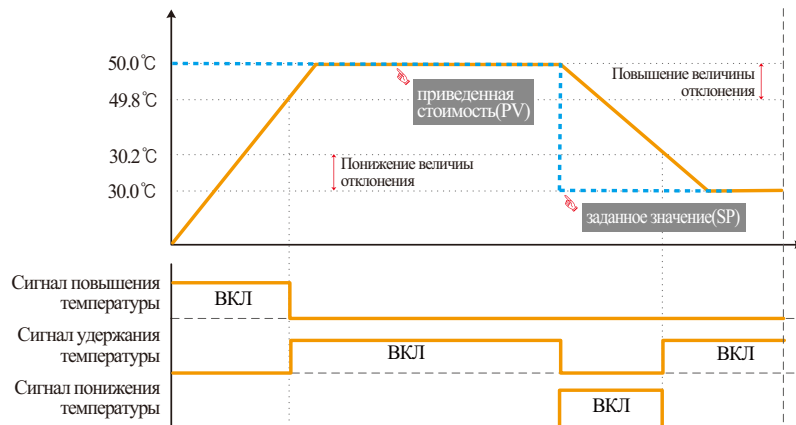 50.0℃
Повышение величины
отклонения
49.8℃
приведенная
стоимость(PV)
30.2℃
Понижение величиы
отклонения
30.0℃
заданное значение(SP)
Сигнал повышения
температуры
ВКЛ
Сигнал удержания
температуры
ВКЛ
ВКЛ
Сигнал понижения
температуры
ВКЛ